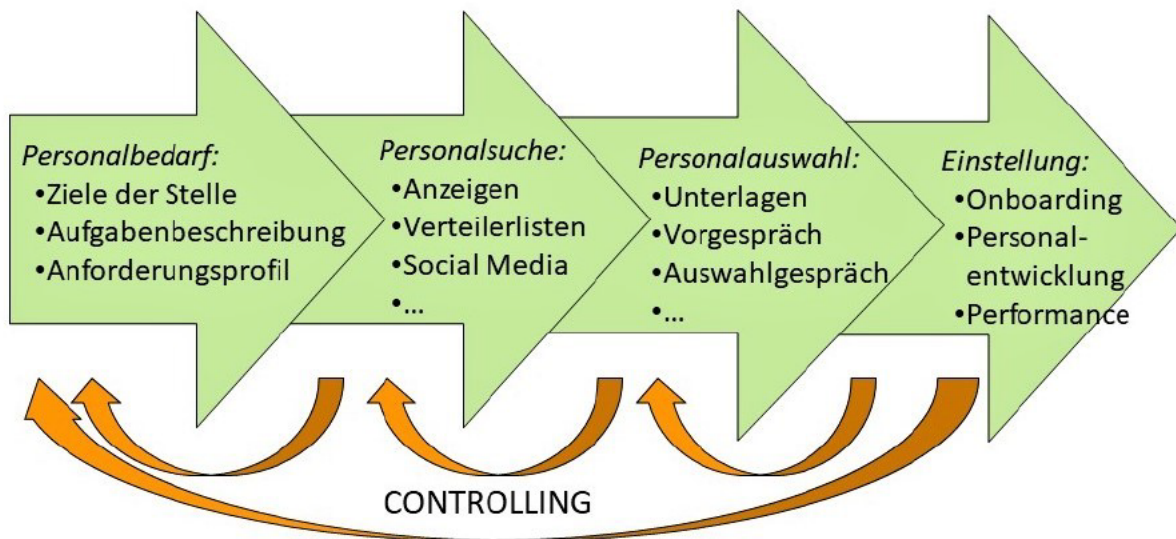 Personalbedarf:
•Ziele der Stelle
•Aufgabenbeschreibung
•Anforderungsprofil
Personalsuche:
•Anzeigen
•Verteilerlisten
•Social Media
•...
Personalauswahl:
•Unterlagen
•Vorgespräch
•Auswahlgespräch
•...
Einstellung:
•Onboarding
•Personal-
entwicklung
•Performance
CONTROLLING